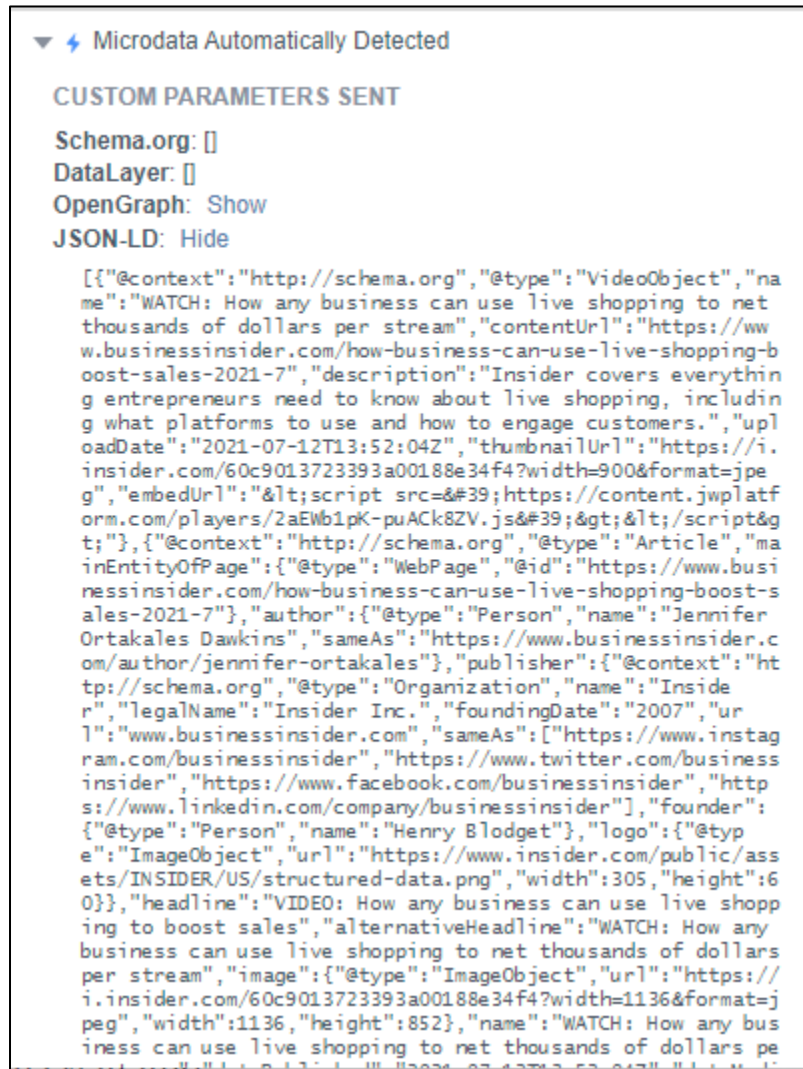 Microdata Automatically Detected
CUSTOM PARAMETERS SENT
Schema.org: []
DataLayer: []
OpenGraph: Show
JSON-LD: Hide
[{"@context":"http://schema.org","@type":"VideoObject","na
me":"WATCH: How any business can use live shopping to net
thousands of dollars per stream","contentUrl":"https://ww
w.businessinsider.com/how-business-can-use-live-shopping-b
oost-sales-2021-7","description":"Insider covers everythin
g entrepreneurs need to know about live shopping, includin
g what platforms to use and how to engage customers.","upl
oadDate":"2021-07-12T13:52:04Z","thumbnailUrl":"https://i.
insider.com/60c9013723393a00188e34f4?width=900&format=jpe
g","embedUrl":"&lt;script src=&#39;https://content.jwplatf
orm.com/players/2aEWb1pK-puACk8ZV.js&#39;&gt;&lt;/script&g
t;"},{"@context":"http://schema.org","@type":"Article","ma
inEntityOfPage":{"@type":"WebPage","@id":"https://www.busi
nessinsider.com/how-business-can-use-live-shopping-boost-s
ales-2021-7"},"author":{"@type":"Person","name":"Jennifer
Ortakales Dawkins","sameAs":"https://www.businessinsider.c
om/author/jennifer-ortakales"},"publisher":{"@context":"ht
tp://schema.org","@type":"Organization","name":"Inside
r","legalName":"Insider Inc.","foundingDate":"2007","ur
l":"www.businessinsider.com","sameAs":["https://www.instag
ram.com/businessinsider","https://www.twitter.com/business
insider","https://www.facebook.com/businessinsider","http
s://www.linkedin.com/company/businessinsider"],"founder":
{"@type":"Person","name":"Henry Blodget"},"logo":{"@typ
e":"ImageObject","url":"https://www.insider.com/public/ass
ets/INSIDER/US/structured-data.png","width":305,"height":6
0}},"headline":"VIDEO: How any business can use live shopp
ing to boost sales","alternativeHeadline":"WATCH: How any
business can use live shopping to net thousands of dollars
per stream","image":{"@type":"ImageObject","url":"https://
i.insider.com/60c9013723393a00188e34f4?width=1136&format=j
peg","width":1136,"height":852},"name":"WATCH: How any bus
iness can use live shopping to net thousands of dollars pe